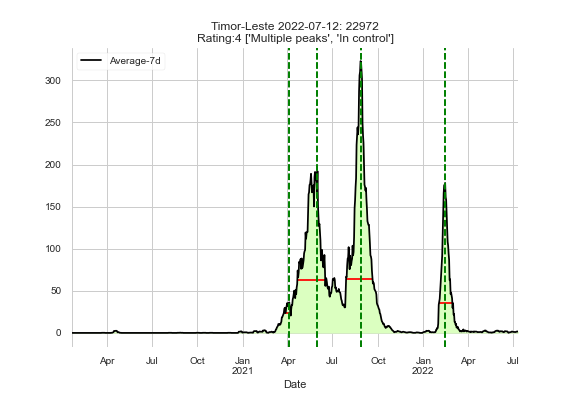 Timor-Leste 2022-07-12: 22972
Rating:4 ['Multiple peaks', 'In control']
Average-7d
300
250
200
150
100
50
0
Apr Jul Oct Jan Apr Jul Oct Jan Apr Jul
2021 2022
Date